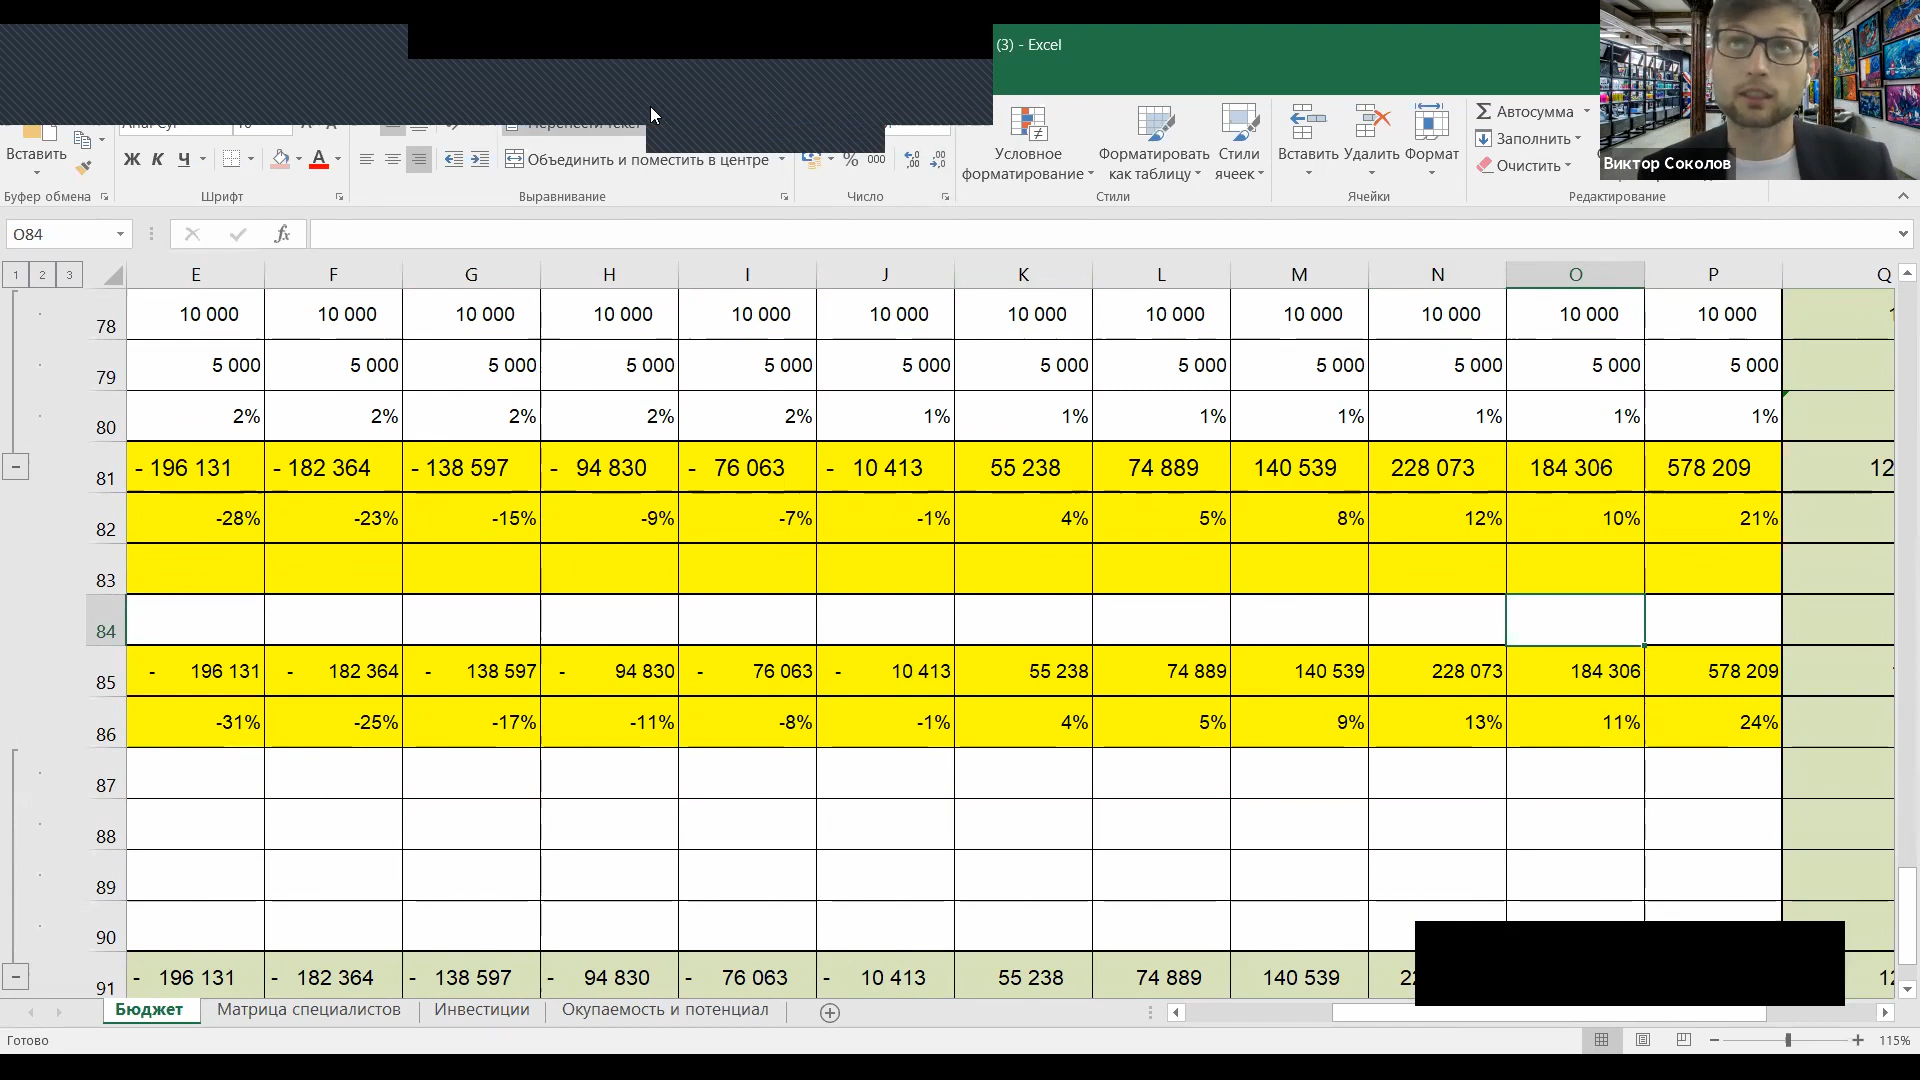 (3) - Excel
Вставить
Ж К Ч А
Объединить и поместить в центре
% 000
Условное форматирование
Форматировать как таблицу
Стили ячеек
Вставить Удалить Формат
Автосумма
Заполнить
Очистить
Виктор Соколов
Буфер обмена Шрифт Выравнивание Число Стили Ячейки Редактирование
O84 fx
1 2 3 E F G H I J K L M N O P Q
78 10 000 10 000 10 000 10 000 10 000 10 000 10 000 10 000 10 000 10 000 10 000 10 000
79 5 000 5 000 5 000 5 000 5 000 5 000 5 000 5 000 5 000 5 000 5 000 5 000
80 2% 2% 2% 2% 2% 1% 1% 1% 1% 1% 1% 1%
81 - 196 131 - 182 364 - 138 597 - 94 830 - 76 063 - 10 413 55 238 74 889 140 539 228 073 184 306 578 209 12
82 -28% -23% -15% -9% -7% -1% 4% 5% 8% 12% 10% 21%
83
84
85 - 196 131 - 182 364 - 138 597 - 94 830 - 76 063 - 10 413 55 238 74 889 140 539 228 073 184 306 578 209
86 -31% -25% -17% -11% -8% -1% 4% 5% 9% 13% 11% 24%
87
88
89
90
91 - 196 131 - 182 364 - 138 597 - 94 830 - 76 063 - 10 413 55 238 74 889 140 539
Бюджет Матрица специалистов Инвестиции Окупаемость и потенциал
Готово 115%